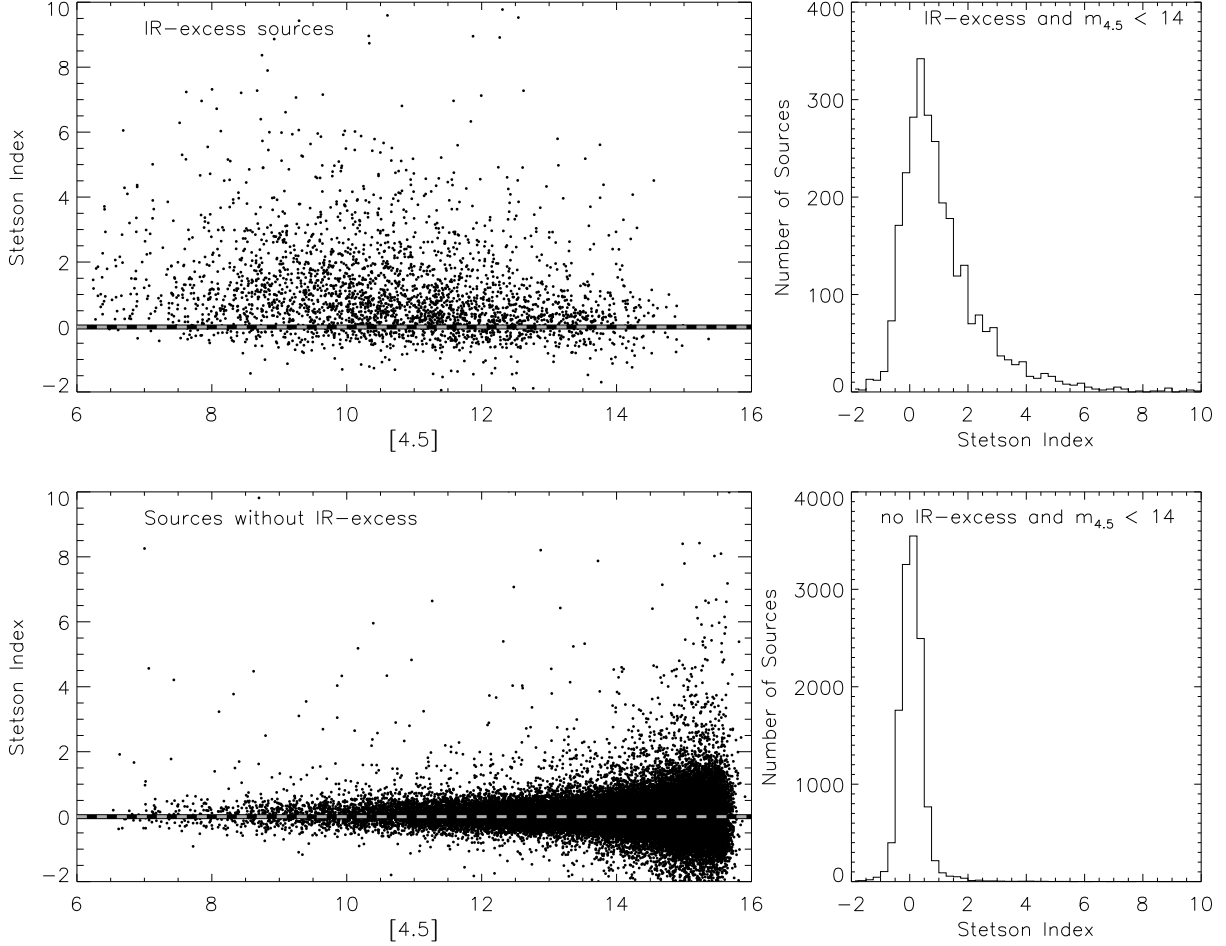 IR-excess sources
Stetson Index
10
8
6
4
2
0
-2
6 8 10 12 14 16
[4.5]
IR-excess and m4.5 < 14
Number of Sources
400
300
200
100
0
-2 0 2 4 6 8 10
Stetson Index
Sources without IR-excess
Stetson Index
10
8
6
4
2
0
-2
6 8 10 12 14 16
[4.5]
no IR-excess and m4.5 < 14
Number of Sources
4000
3000
2000
1000
0
-2 0 2 4 6 8 10
Stetson Index